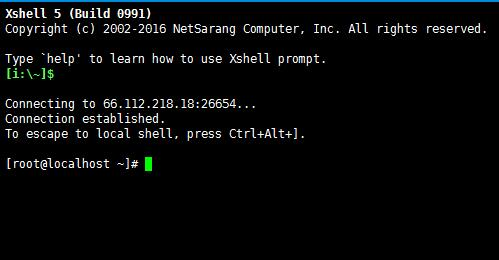 Xshell 5 (Build 0991)
Copyright (c) 2002-2016 NetSarang Computer, Inc. All rights reserved.
Type `help' to learn how to use Xshell prompt.
[i:\~]$
Connecting to 66.112.218.18:26654...
Connection established.
To escape to local shell, press Ctrl+Alt+].
[root@localhost ~]#